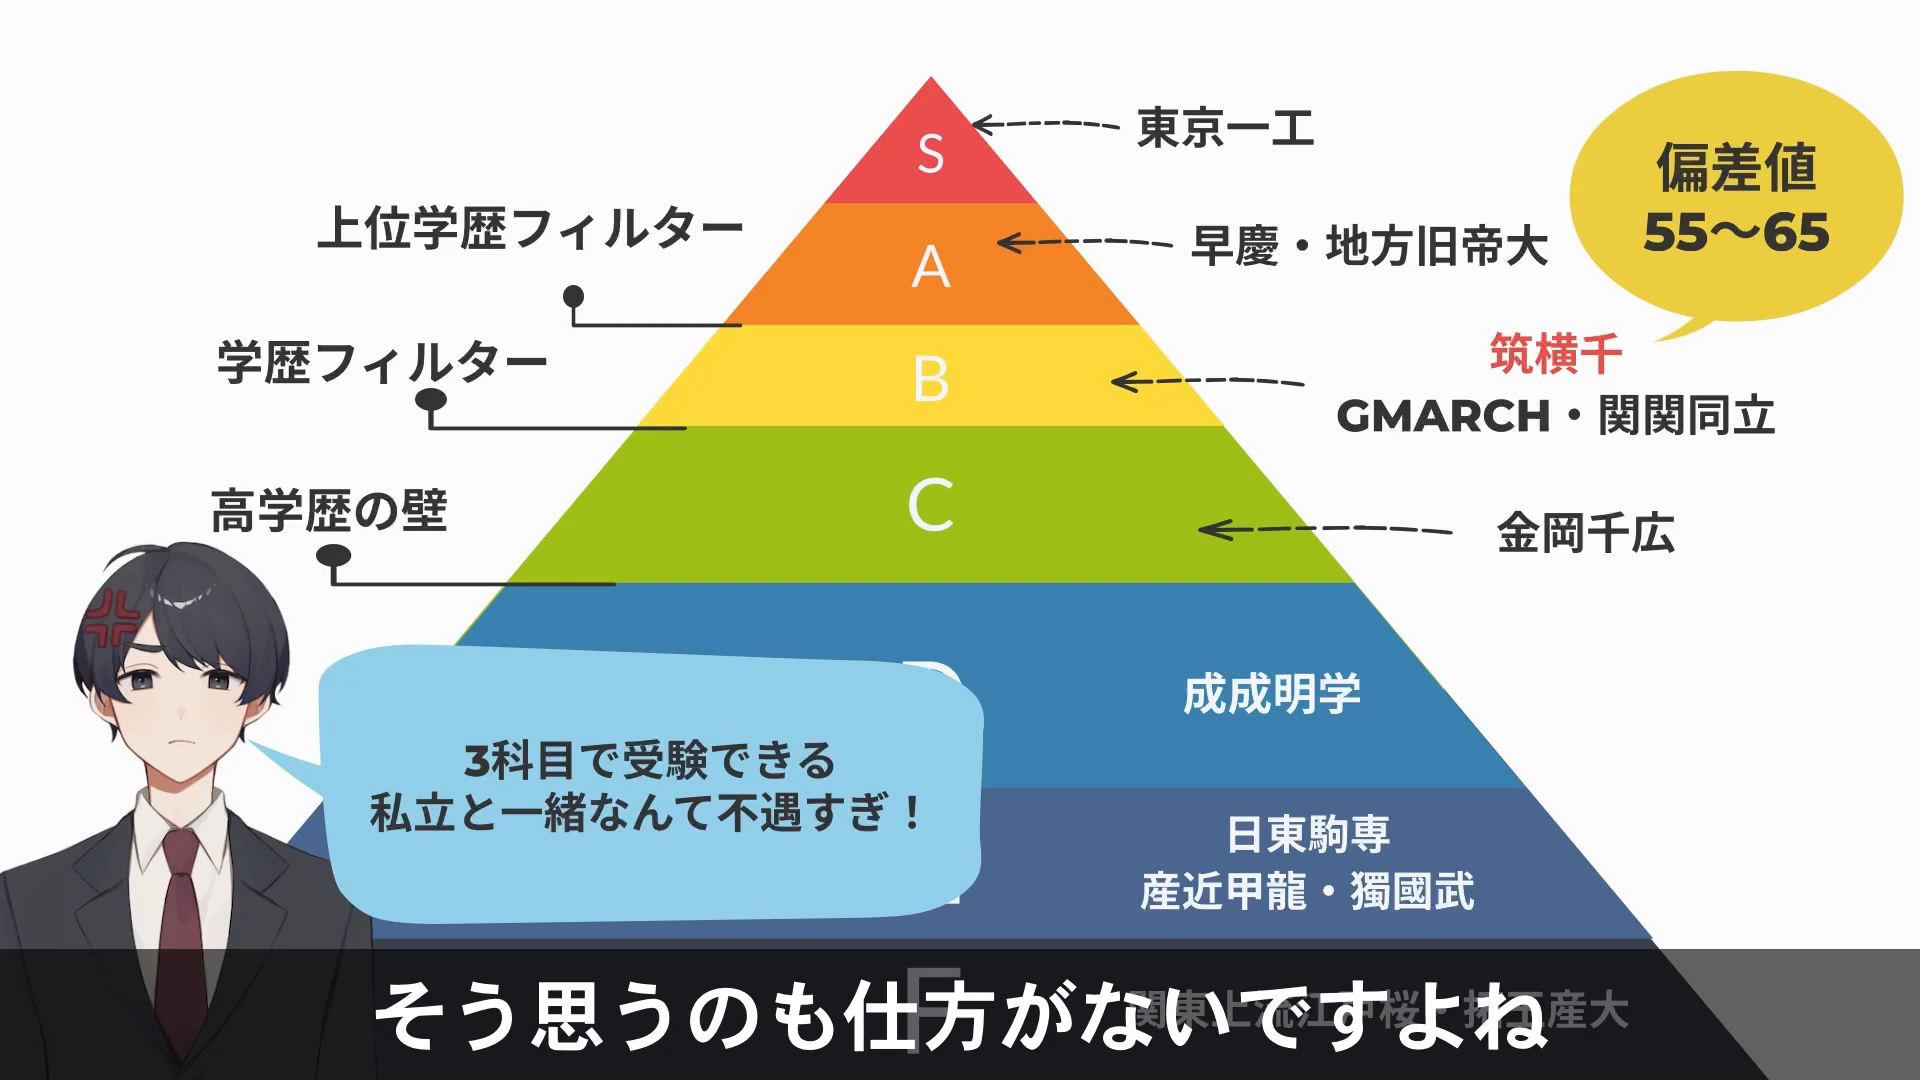 S
東京一工
偏差値
55〜65
上位学歴フィルター
A
早慶・地方旧帝大
学歴フィルター
B
筑横千
GMARCH・関関同立
高学歴の壁
C
金岡千広
成成明学
3科目で受験できる
私立と一緒なんて不遇すぎ！
日東駒専
産近甲龍・獨國武
F
そう思うのも仕方がないですよね